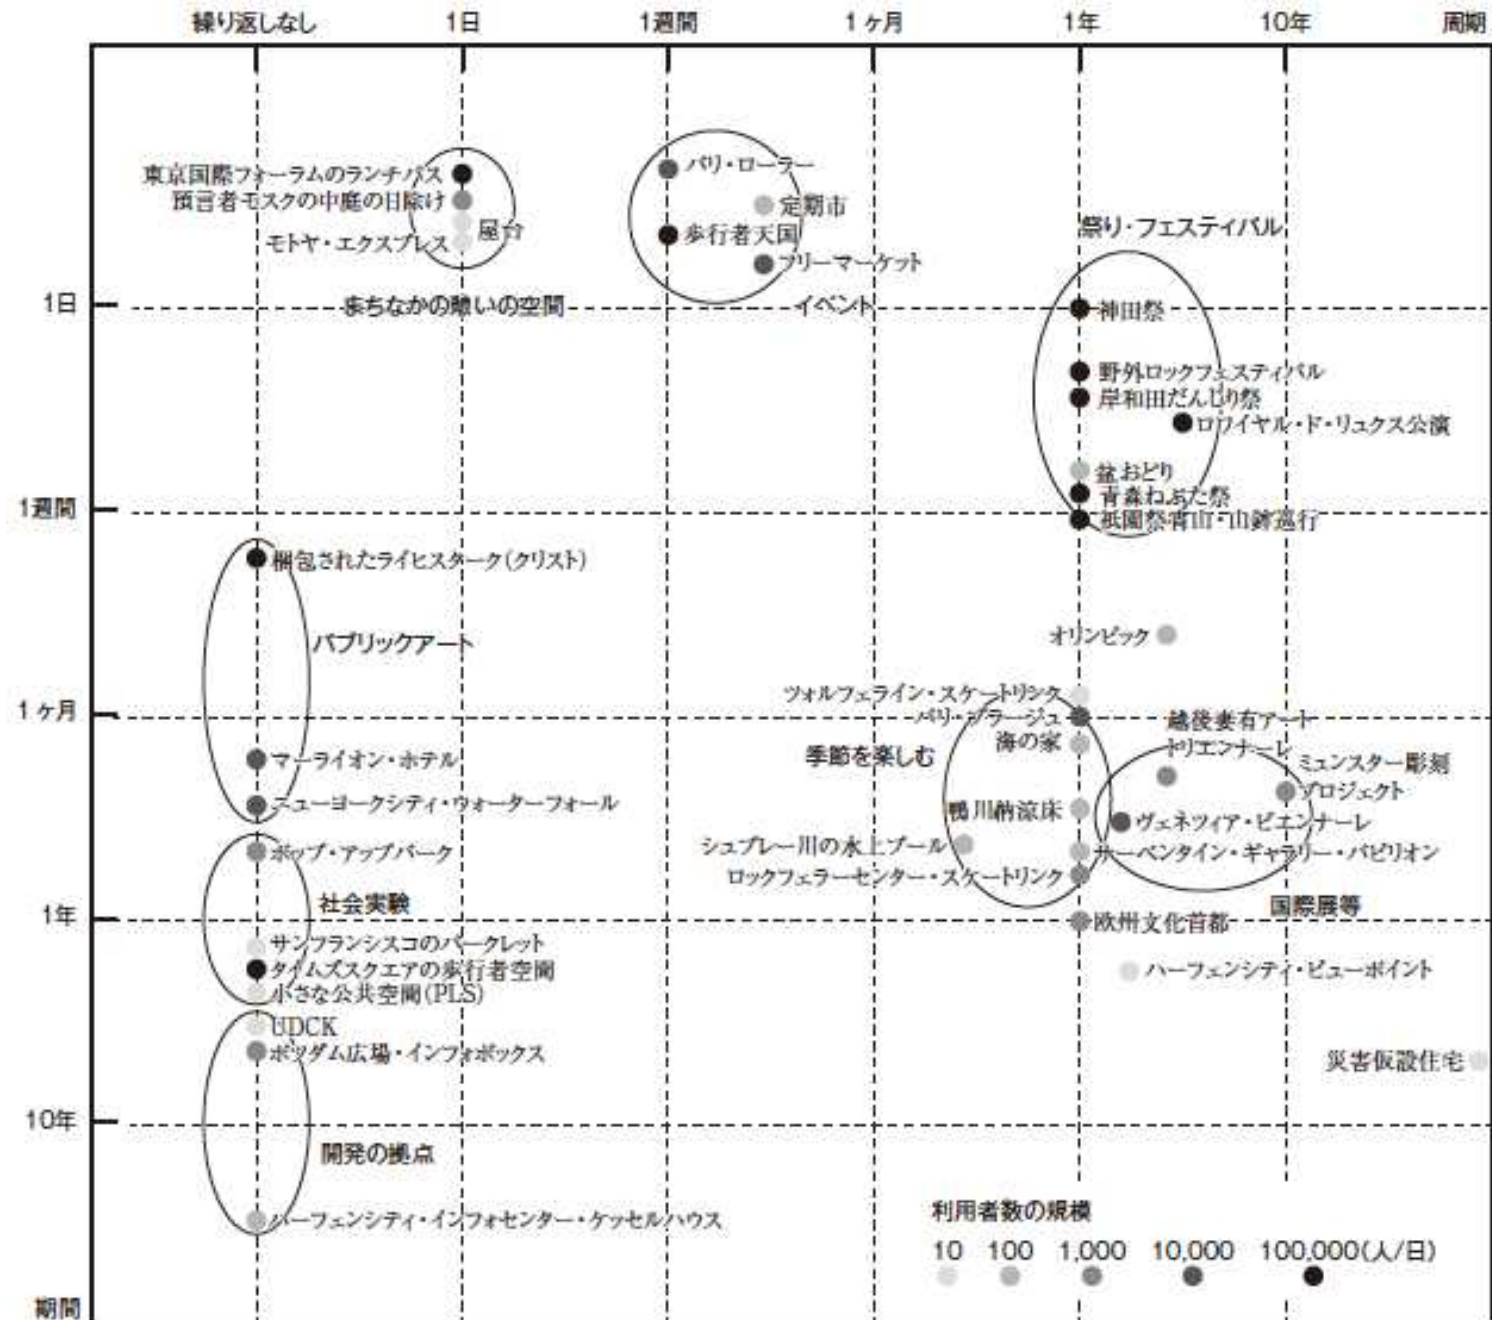 繰り返しなし 1日 1週間 1ヶ月 1年 10年 周期
東京国際フォーラムのランチバス
預言者モスクの中庭の日除け
屋台
モトヤ・エクスプレス
まちなかの憩いの空間
パリ・ローラー
定期市
歩行者天国
フリーマーケット
イベント
祭り・フェスティバル
1日
神田祭
野外ロックフェスティバル
岸和田だんじり祭
ロワイヤル・ド・リュクス公演
盆おどり
青森ねぶた祭
1週間
祇園祭宵山・山鉾巡行
梱包されたライヒスターク(クリスト)
パブリックアート
オリンピック
ツォルフェライン・スケートリンク
1ヶ月
パリ・プラージュ
海の家
季節を楽しむ
越後妻有アート
トリエンナーレ
ミュンスター彫刻
プロジェクト
マーライオン・ホテル
ニューヨークシティ・ウォーターフォール
鴨川納涼床
ヴェネツィア・ビエンナーレ
シュプレー川の水上プール
サーペンタイン・ギャラリー・パビリオン
ロックフェラーセンター・スケートリンク
ポップ・アップパーク
社会実験
国際展等
1年
欧州文化首都
サンフランシスコのパークレット
タイムズスクエアの歩行者空間
小さな公共空間(PLS)
ハーフェンシティ・ビューポイント
UDCK
ポツダム広場・インフォボックス
災害仮設住宅
10年
開発の拠点
ハーフェンシティ・インフォセンター・ケッセルハウス
利用者数の規模
10 100 1,000 10,000 100,000(人/日)
期間